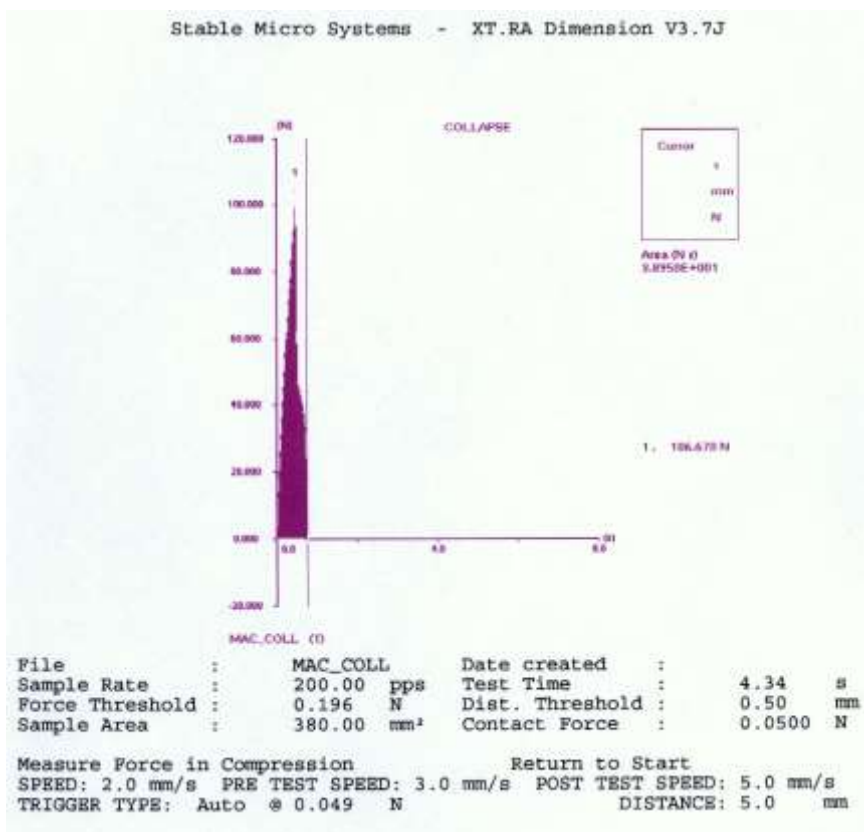 Stable Micro Systems - XT.RA Dimension V3.7J
(N) COLLAPSE
120.000
1
100.000
80.000
60.000
40.000
20.000
0.000
-20.000
0.0 4.0 8.0
Cursor
mm
N
Area (N s)
1. 106.678 N
MAC_COLL (1)
File : MAC_COLL Date created :
Sample Rate : 200.00 pps Test Time : 4.34 s
Force Threshold : 0.196 N Dist. Threshold : 0.50 mm
Sample Area : 380.00 mm² Contact Force : 0.0500 N
Measure Force in Compression Return to Start
SPEED: 2.0 mm/s PRE TEST SPEED: 3.0 mm/s POST TEST SPEED: 5.0 mm/s
TRIGGER TYPE: Auto @ 0.049 N DISTANCE: 5.0 mm